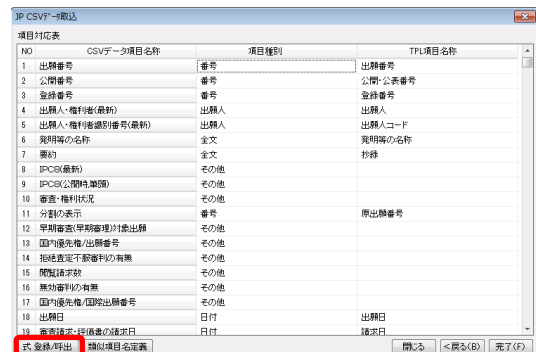 JP CSVﾃﾞｰﾀ取込
項目対応表
NO CSVデータ項目名称 項目種別 TPL項目名称
1 出願番号 番号 出願番号
2 公開番号 番号 公開・公表番号
3 登録番号 番号 登録番号
4 出願人・権利者(最新) 出願人 出願人
5 出願人・権利者識別番号(最新) 出願人 出願人コード
6 発明等の名称 全文 発明等の名称
7 要約 全文 抄録
8 IPC8(最新) その他
9 IPC8(公開時,筆頭) その他
10 審査・権利状況 その他
11 分割の表示 番号 原出願番号
12 早期審査(早期審理)対象出願 その他
13 国内優先権/出願番号 その他
14 拒絶査定不服審判の有無 その他
15 閲覧請求数 その他
16 無効審判の有無 その他
17 国内優先権/国際出願番号 その他
18 出願日 日付 出願日
19 審査請求・評価書の請求日 日付 請求日
式 登録/呼出 類似項目名定義 閉じる <戻る(B) 完了(F)